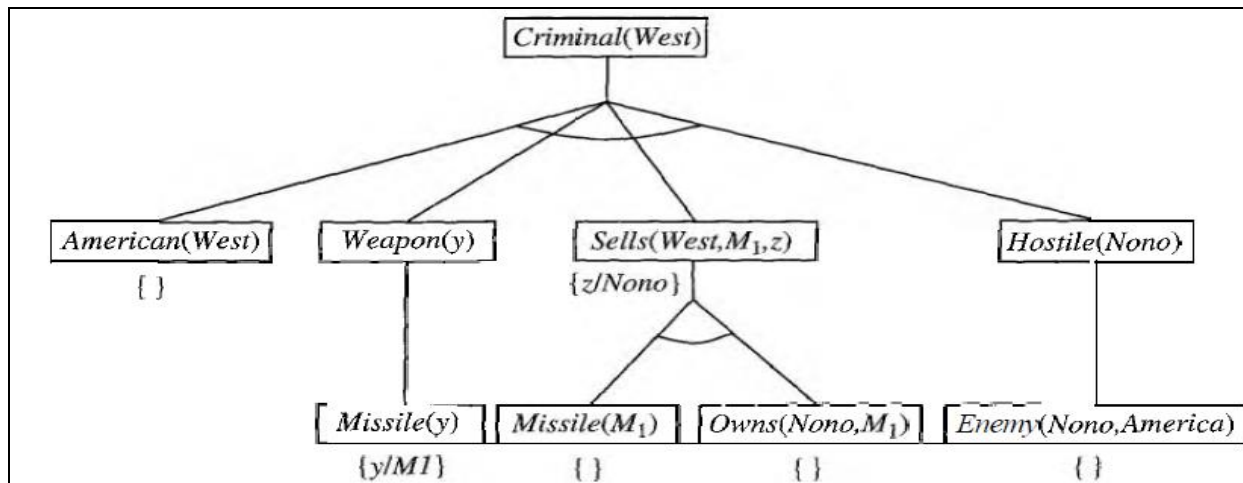 Criminal(West)
American(West) Weapon(y) Sells(West,M₁,z) Hostile(Nono)
{ } {z/Nono}
Missile(y) Missile(M₁) Owns(Nono,M₁) Enemy(Nono,America)
{y/M1} { } { } { }